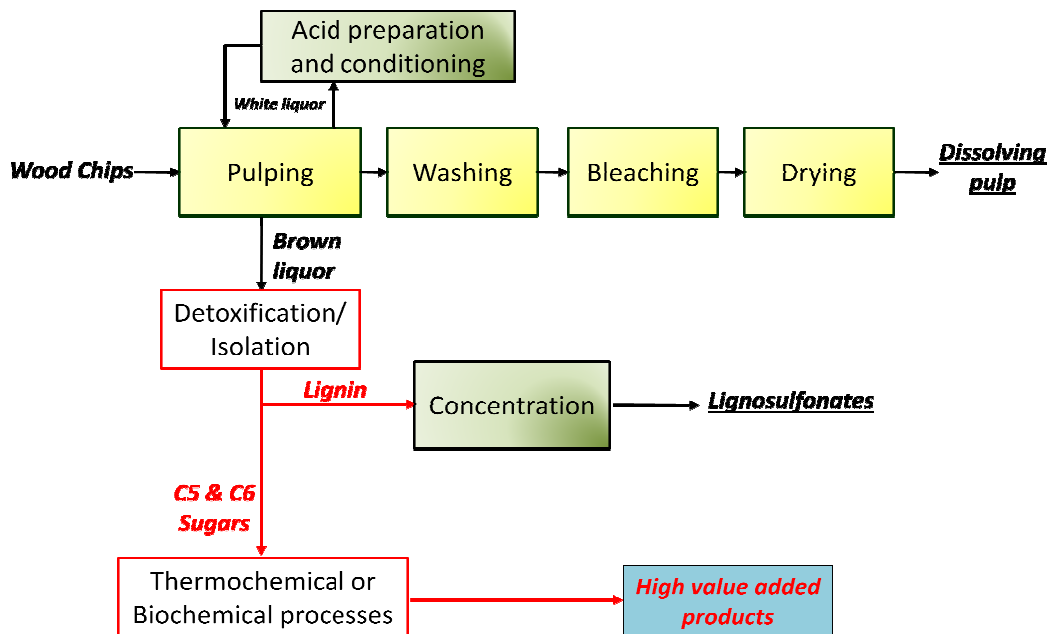 Acid preparation
and conditioning
White liquor
Wood Chips
Pulping
Washing
Bleaching
Drying
Dissolving
pulp
Brown
liquor
Detoxification/
Isolation
Lignin
Concentration
Lignosulfonates
C5 & C6
Sugars
Thermochemical or
Biochemical processes
High value added
products